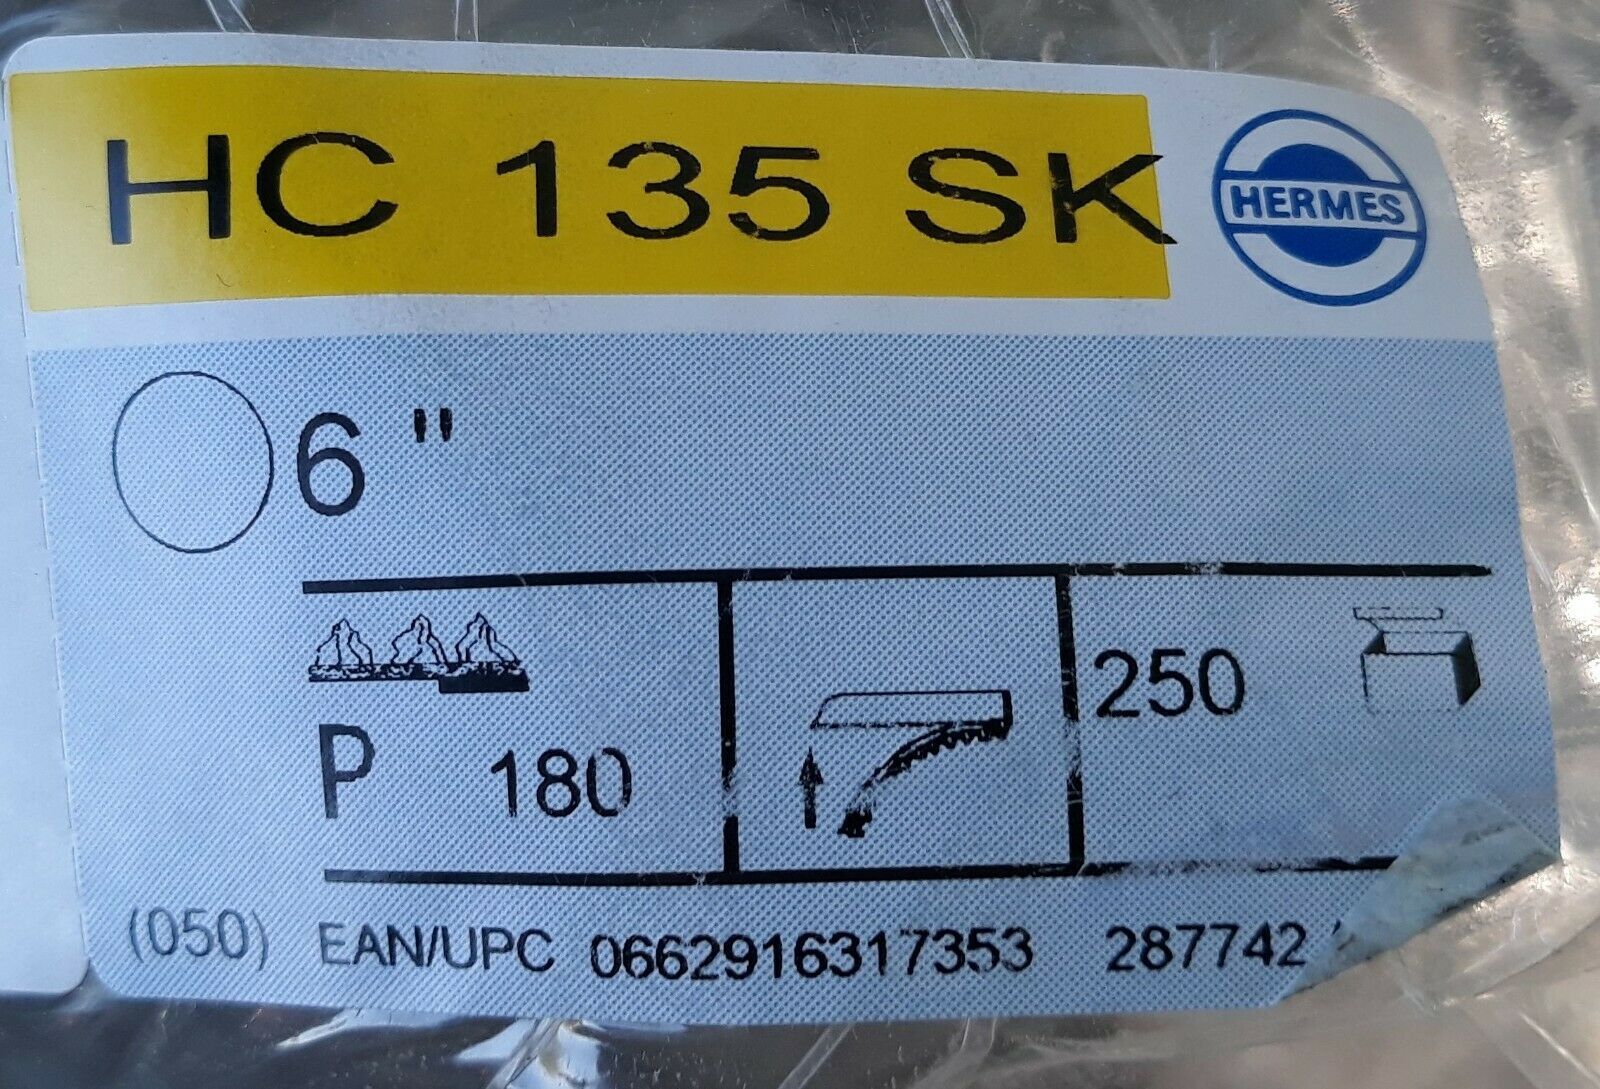 HC 135 SK
HERMES
6 "
250
P 180
(050) EAN/UPC 0662916317353 287742